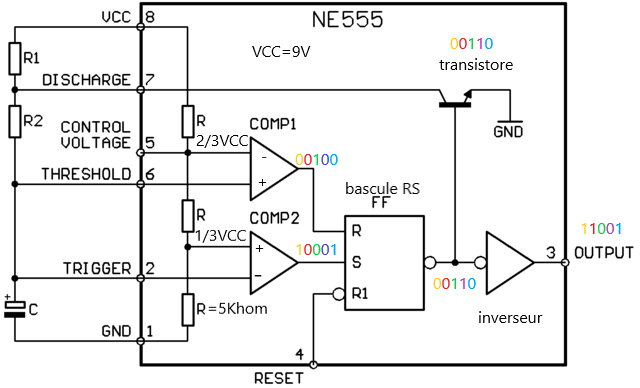 VCC
8
NE555
R1
VCC=9V
00110
transistore
DISCHARGE
7
R2
R
COMP1
GND
CONTROL
VOLTAGE
5
2/3VCC
-
00100
THRESHOLD
6
+
bascule RS
FF
R
COMP2
11001
1/3VCC
+
10001
R
3
OUTPUT
TRIGGER
2
-
S
00110
+
C
R=5Khom
R1
inverseur
GND
1
4
RESET